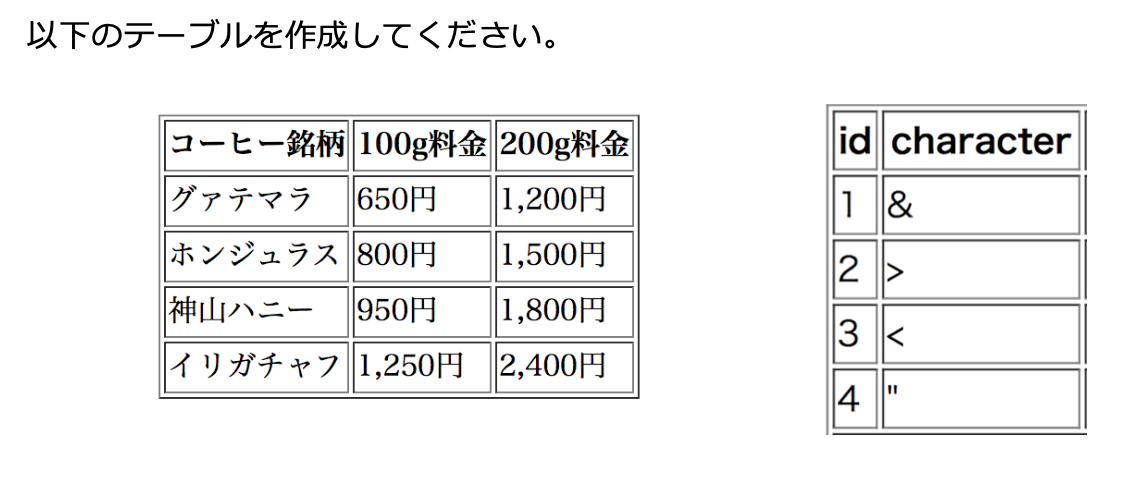 以下のテーブルを作成してください。
コーヒー銘柄 100g料金 200g料金
グァテマラ 650円 1,200円
ホンジュラス 800円 1,500円
神山ハニー 950円 1,800円
イリガチャフ 1,250円 2,400円
id character
1 &
2 >
3 <
4 "